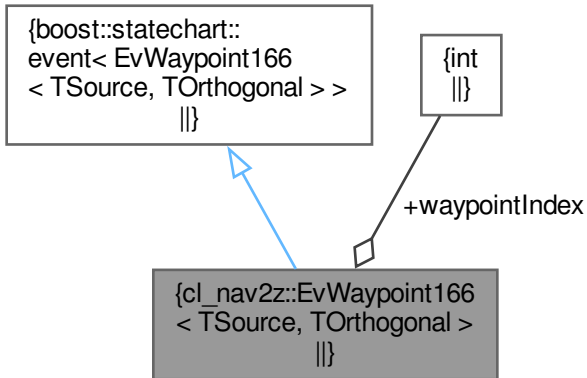 {boost::statechart::
event< EvWaypoint166
< TSource, TOrthogonal > >
||}
{int
||}
+waypointIndex
{cl_nav2z::EvWaypoint166
< TSource, TOrthogonal >
||}